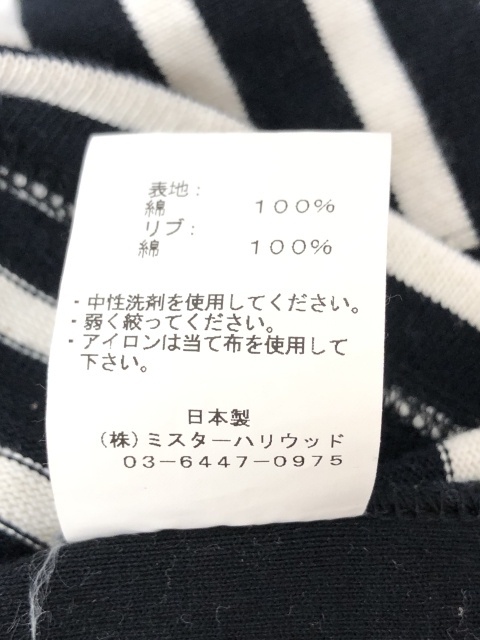 表地：
綿 100%
リブ：
綿 100%
・中性洗剤を使用してください。
・弱く絞ってください。
・アイロンは当て布を使用して
下さい。
日本製
(株)ミスターハリウッド
03-6447-0975